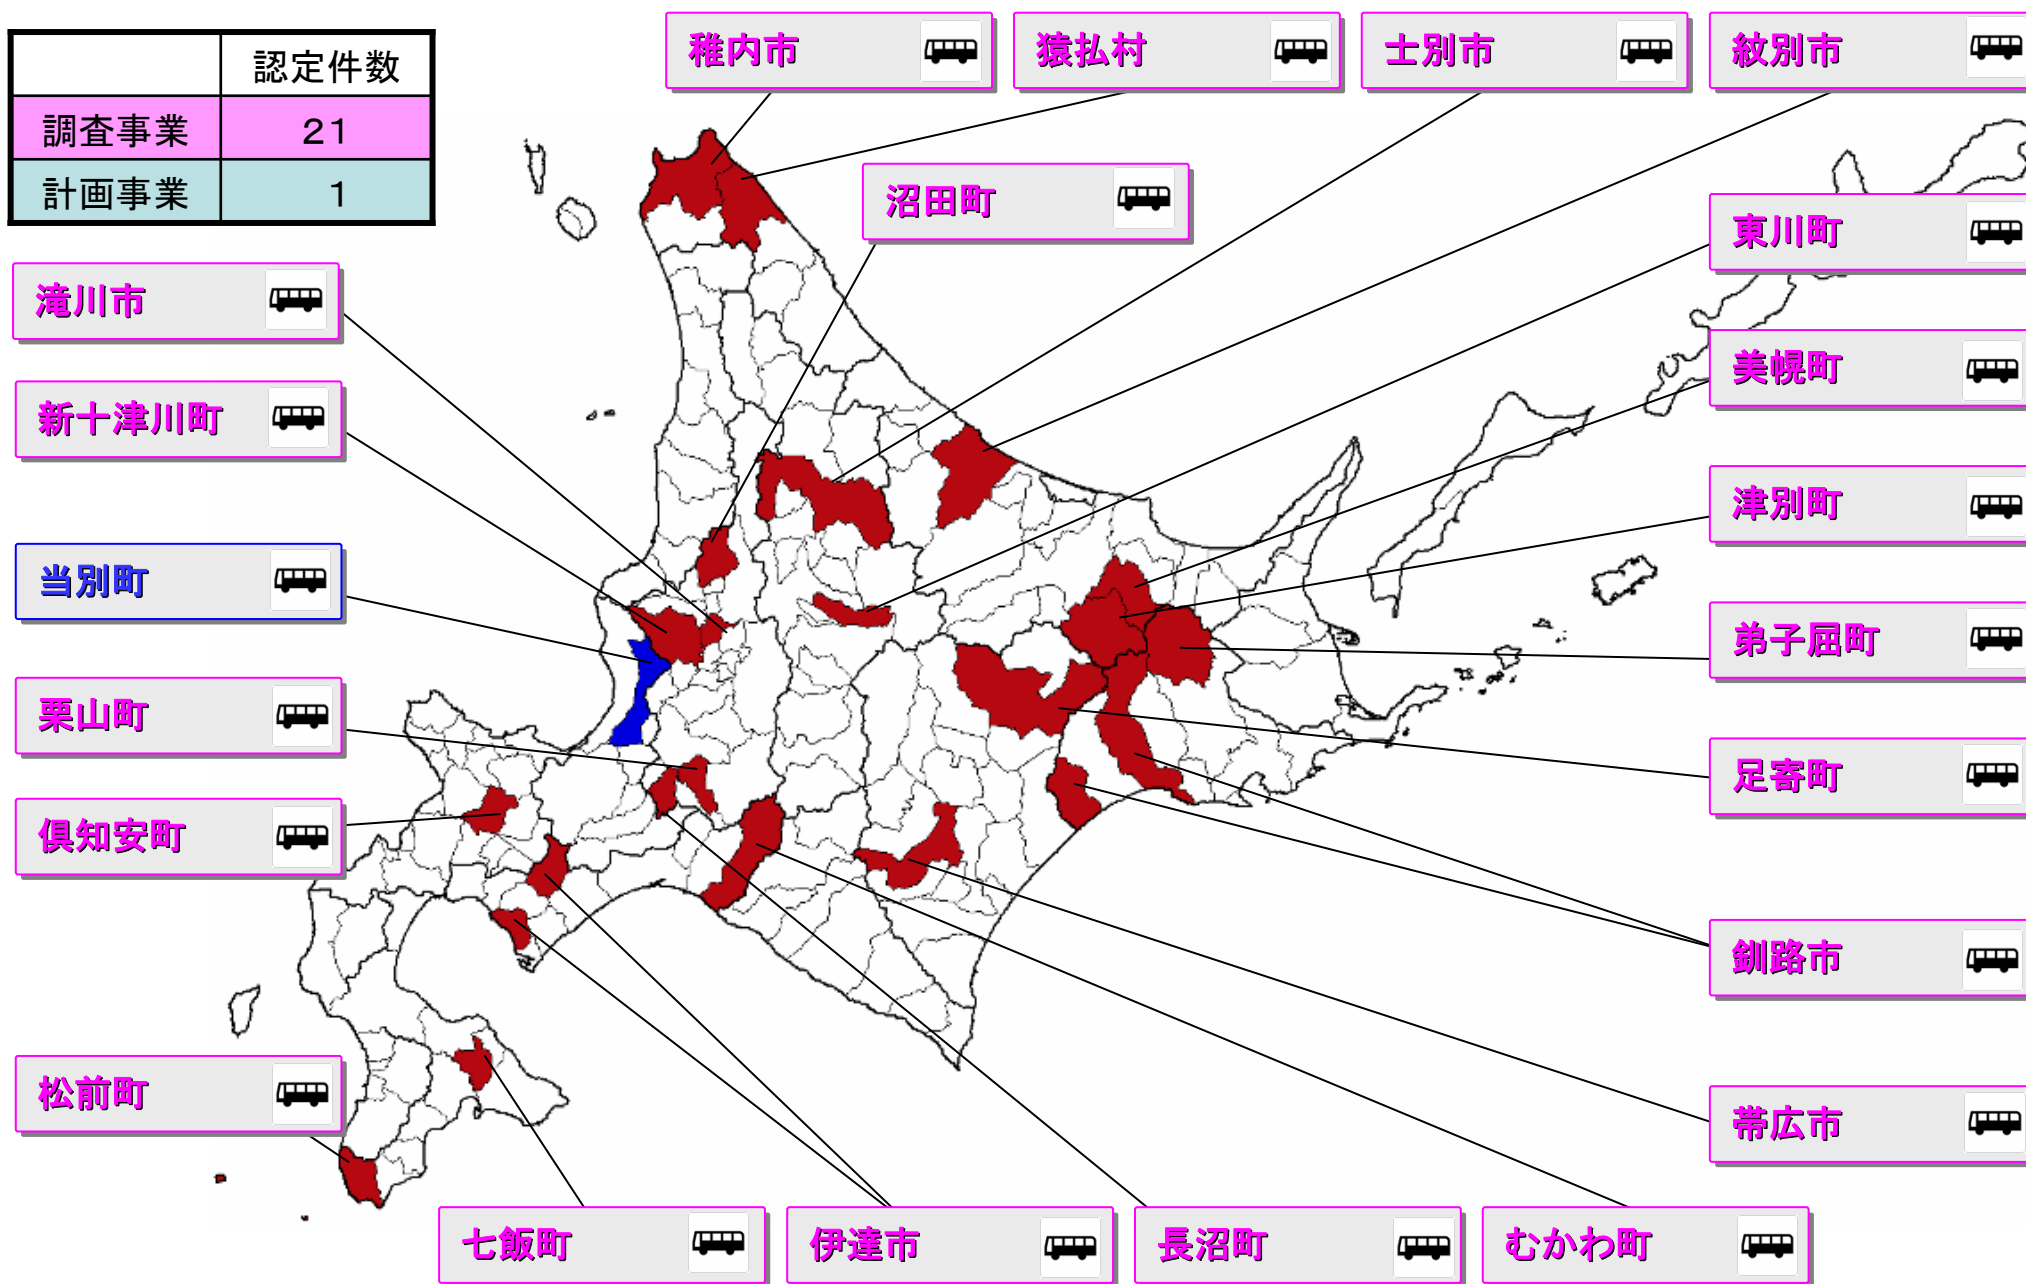 認定件数
調査事業 21
計画事業 1
稚内市
猿払村
士別市
紋別市
沼田町
東川町
滝川市
美幌町
新十津川町
津別町
当別町
弟子屈町
栗山町
足寄町
倶知安町
釧路市
松前町
帯広市
七飯町
伊達市
長沼町
むかわ町